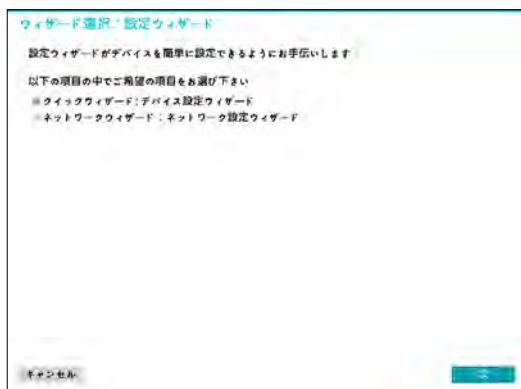 ウィザード選択：設定ウィザード
設定ウィザードがデバイスを簡単に設定できるようにお手伝いします
以下の項目の中でご希望の項目をお選び下さい
クイックウィザード：デバイス設定ウィザード
ネットワークウィザード：ネットワーク設定ウィザード
キャンセル